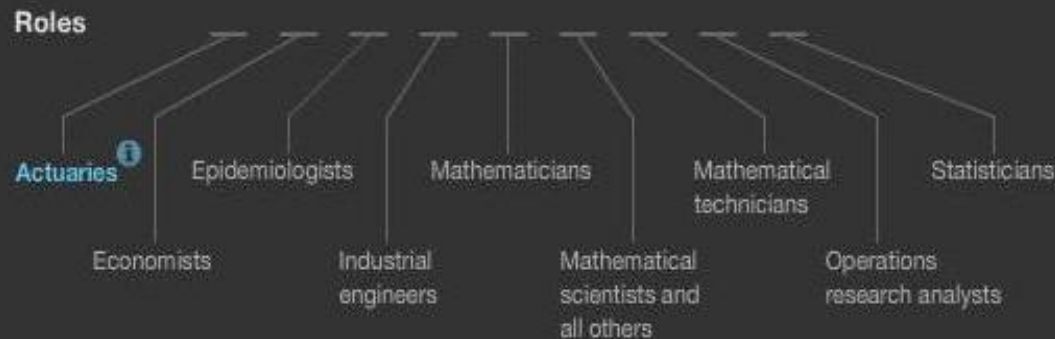 Roles
Actuaries
Epidemiologists
Mathematicians
Mathematical
technicians
Statisticians
Economists
Industrial
engineers
Mathematical
scientists and
all others
Operations
research analysts